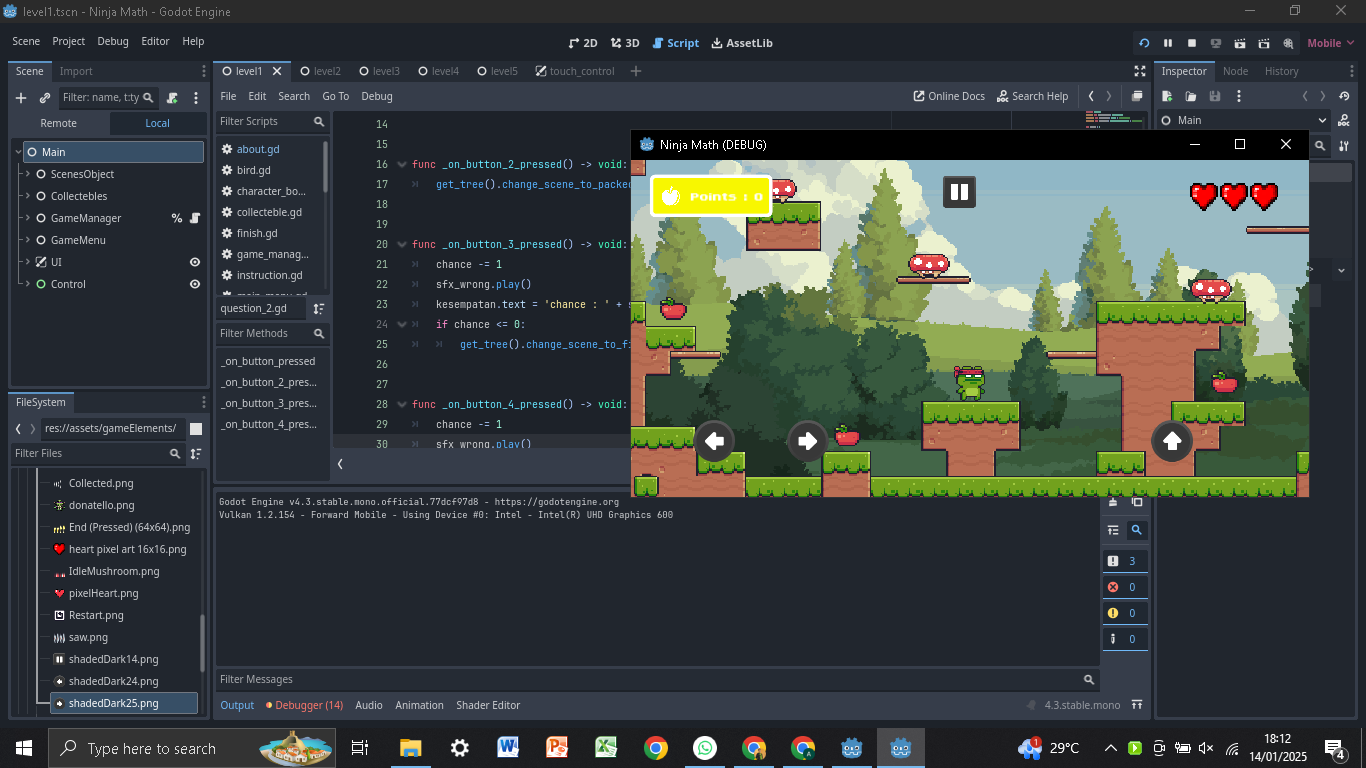 level1.tscn - Ninja Math - Godot Engine
Scene Project Debug Editor Help
2D 3D Script AssetLib
Mobile
Scene Import
Filter: name, t:ty
Remote Local
Main
ScenesObject
Collectebles
GameManager %
GameMenu
UI
Control
level1 level2 level3 level4 level5 touch_control
File Edit Search Go To Debug
Online Docs Search Help
Filter Scripts
about.gd
bird.gd
character_bo...
collecteble.gd
finish.gd
game_manag...
instruction.gd
question_2.gd
Filter Methods
_on_button_pressed
_on_button_2_pres...
_on_button_3_pres...
_on_button_4_pres...
14
15
16 func _on_button_2_pressed() -> void:
17 get_tree().change_scene_to_packe
18
19
20 func _on_button_3_pressed() -> void:
21 chance -= 1
22 sfx_wrong.play()
23 kesempatan.text = 'chance : ' + s
24 if chance <= 0:
25 get_tree().change_scene_to_fi
26
27
28 func _on_button_4_pressed() -> void:
29 chance -= 1
30 sfx_wrong.play()
Ninja Math (DEBUG)
Points : 0
Inspector Node History
Main
FileSystem
res://assets/gameElements/
Filter Files
Collected.png
donatello.png
End (Pressed) (64x64).png
heart pixel art 16x16.png
IdleMushroom.png
pixelHeart.png
Restart.png
saw.png
shadedDark14.png
shadedDark24.png
shadedDark25.png
Godot Engine v4.3.stable.mono.official.77dcf97d8 - https://godotengine.org
Vulkan 1.2.154 - Forward Mobile - Using Device #0: Intel - Intel(R) UHD Graphics 600
3
0
0
0
Filter Messages
Output Debugger (14) Audio Animation Shader Editor
4.3.stable.mono
Type here to search
1
29°C
18:12
14/01/2025
4